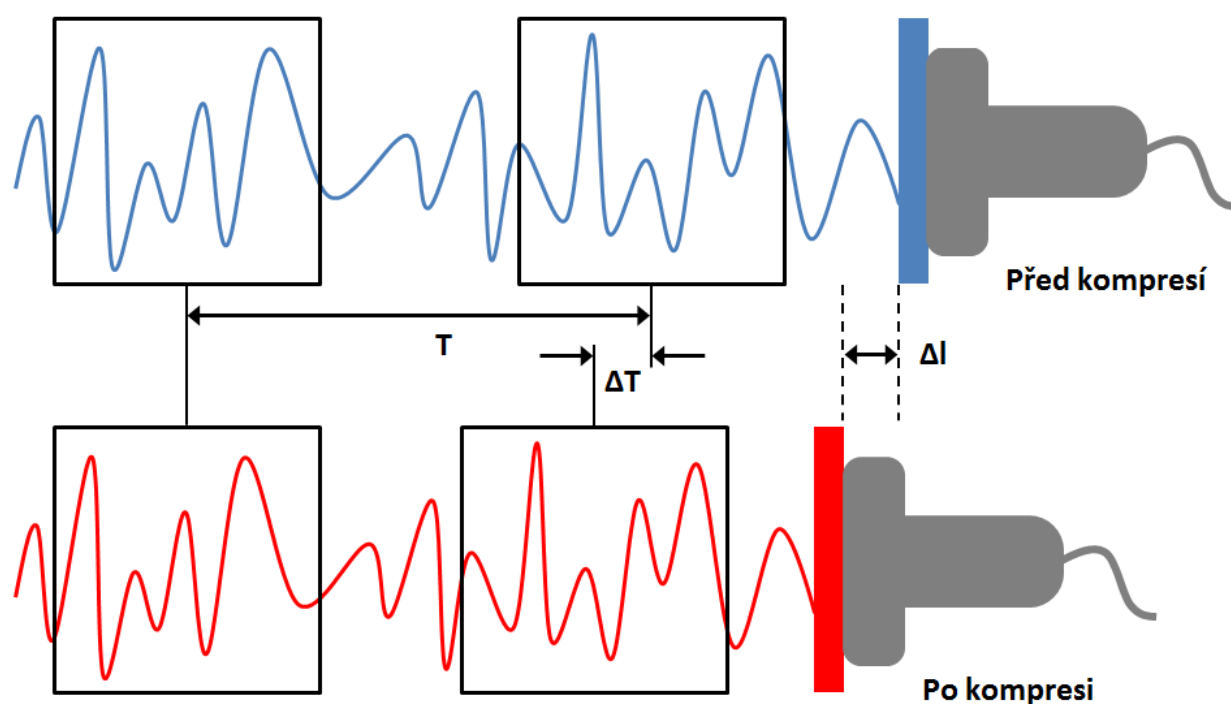 Před kompresí
T
ΔT
Δl
Po kompresi